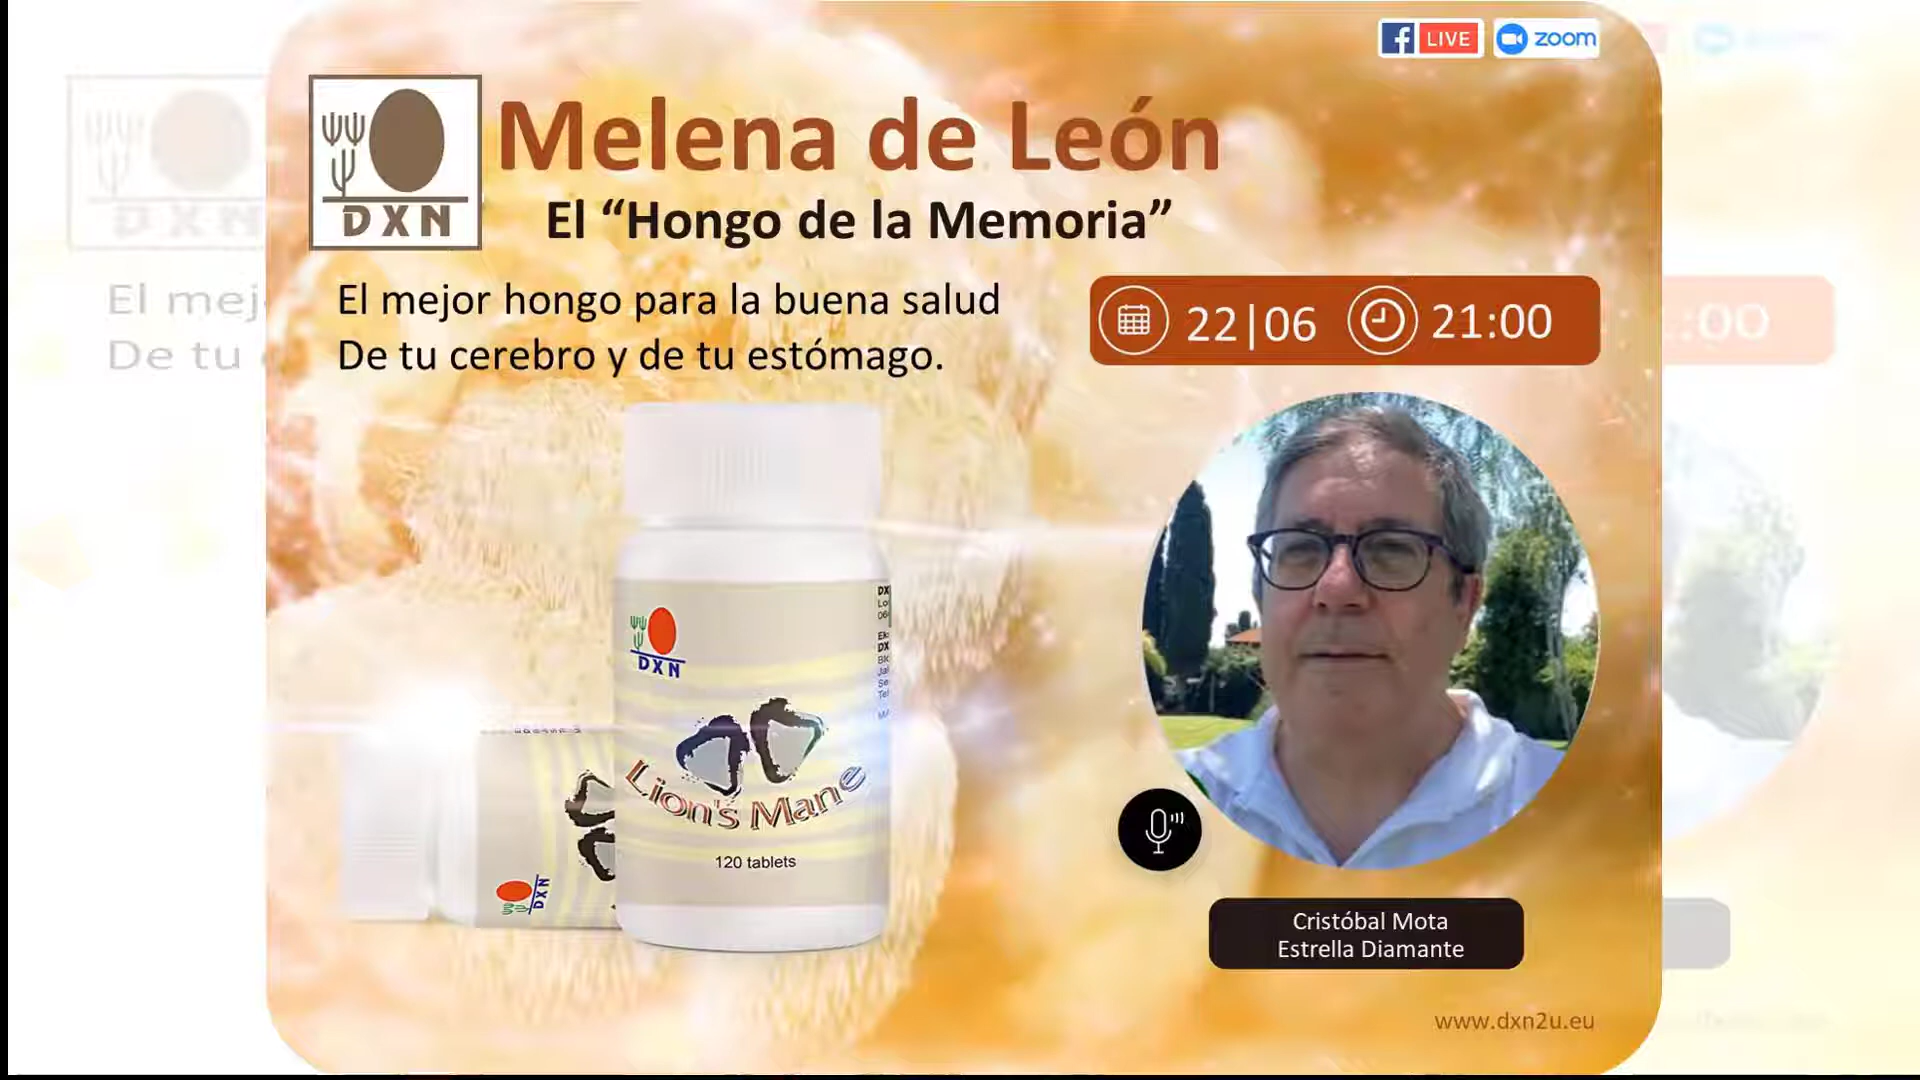 LIVE
zoom
DXN
Melena de León
El “Hongo de la Memoria”
El mejor hongo para la buena salud
De tu cerebro y de tu estómago.
22|06
21:00
DXN
Lion's Mane
120 tablets
DXN
Cristóbal Mota
Estrella Diamante
www.dxn2u.eu